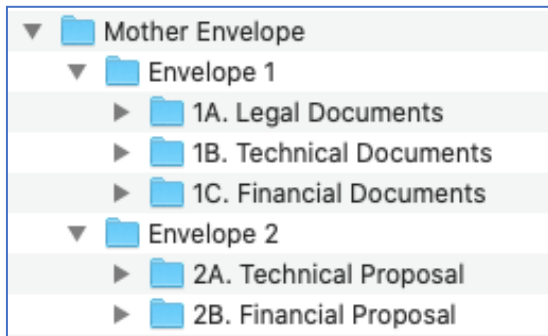 Mother Envelope
Envelope 1
1A. Legal Documents
1B. Technical Documents
1C. Financial Documents
Envelope 2
2A. Technical Proposal
2B. Financial Proposal